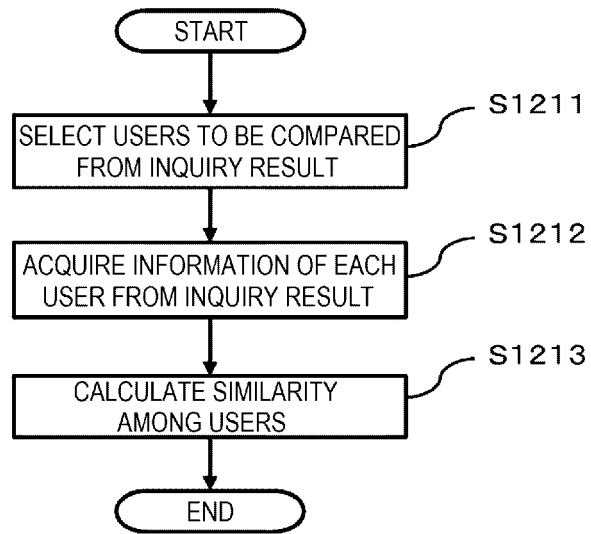 START
S1211
SELECT USERS TO BE COMPARED
FROM INQUIRY RESULT
S1212
ACQUIRE INFORMATION OF EACH
USER FROM INQUIRY RESULT
S1213
CALCULATE SIMILARITY
AMONG USERS
END